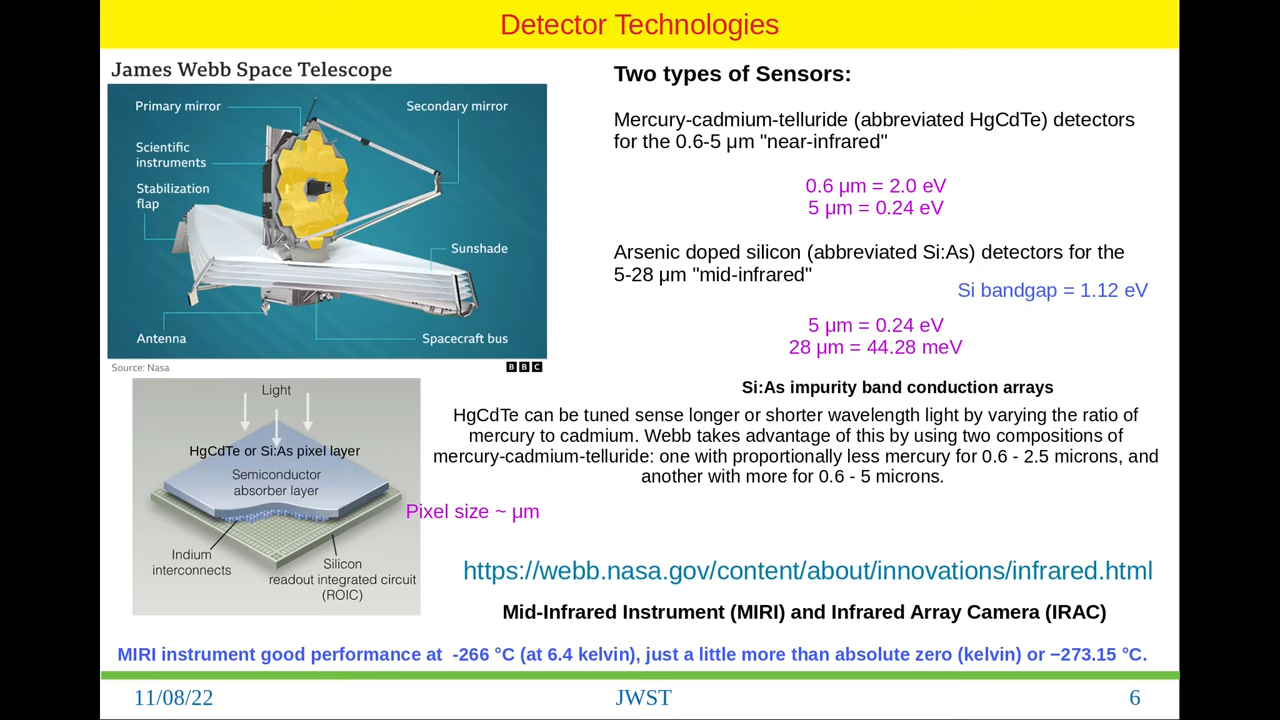 Detector Technologies
James Webb Space Telescope
Primary mirror
Secondary mirror
Scientific
instruments
Stabilization
flap
Sunshade
Antenna
Spacecraft bus
Source: Nasa
BBC
Light
HgCdTe or Si:As pixel layer
Semiconductor
absorber layer
Pixel size ~ μm
Indium
interconnects
Silicon
readout integrated circuit
(ROIC)
Two types of Sensors:
Mercury-cadmium-telluride (abbreviated HgCdTe) detectors
for the 0.6-5 μm "near-infrared"
0.6 μm = 2.0 eV
5 μm = 0.24 eV
Arsenic doped silicon (abbreviated Si:As) detectors for the
5-28 μm "mid-infrared"
Si bandgap = 1.12 eV
5 μm = 0.24 eV
28 μm = 44.28 meV
Si:As impurity band conduction arrays
HgCdTe can be tuned sense longer or shorter wavelength light by varying the ratio of
mercury to cadmium. Webb takes advantage of this by using two compositions of
mercury-cadmium-telluride: one with proportionally less mercury for 0.6 - 2.5 microns, and
another with more for 0.6 - 5 microns.
https://webb.nasa.gov/content/about/innovations/infrared.html
Mid-Infrared Instrument (MIRI) and Infrared Array Camera (IRAC)
MIRI instrument good performance at  -266 °C (at 6.4 kelvin), just a little more than absolute zero (kelvin) or −273.15 °C.
11/08/22
JWST
6